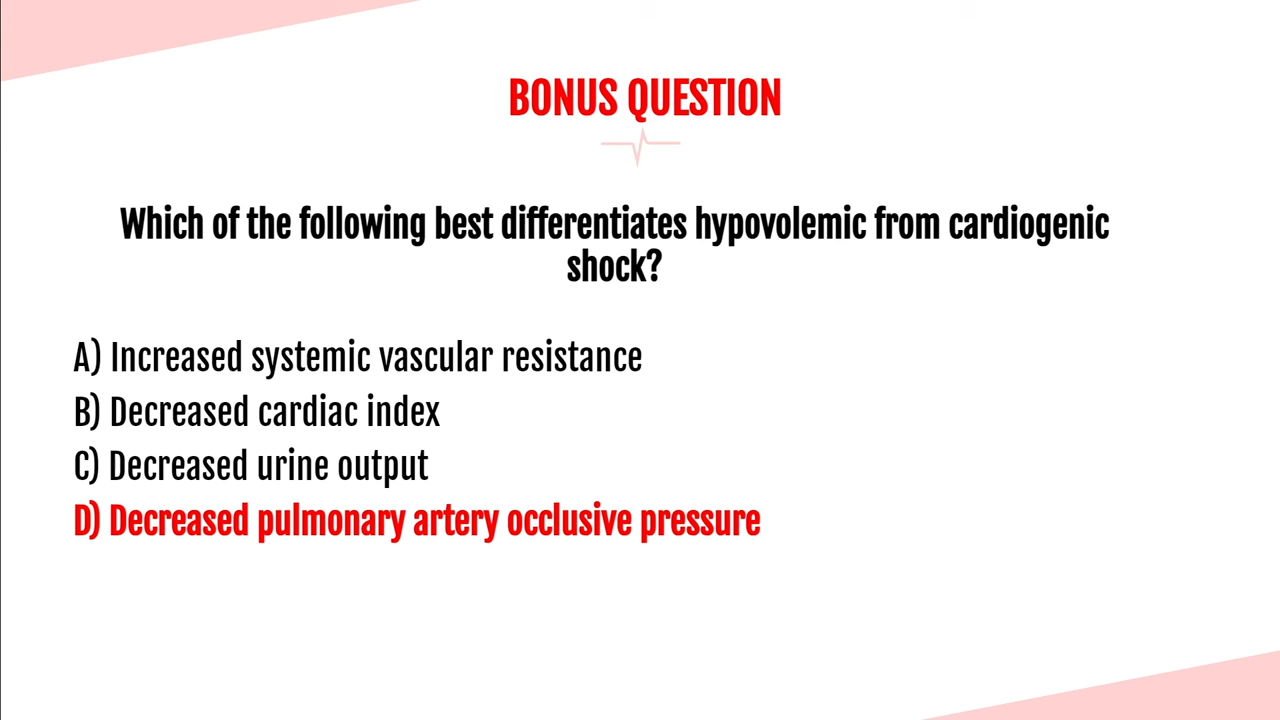 BONUS QUESTION
Which of the following best differentiates hypovolemic from cardiogenic
shock?
A) Increased systemic vascular resistance
B) Decreased cardiac index
C) Decreased urine output
D) Decreased pulmonary artery occlusive pressure